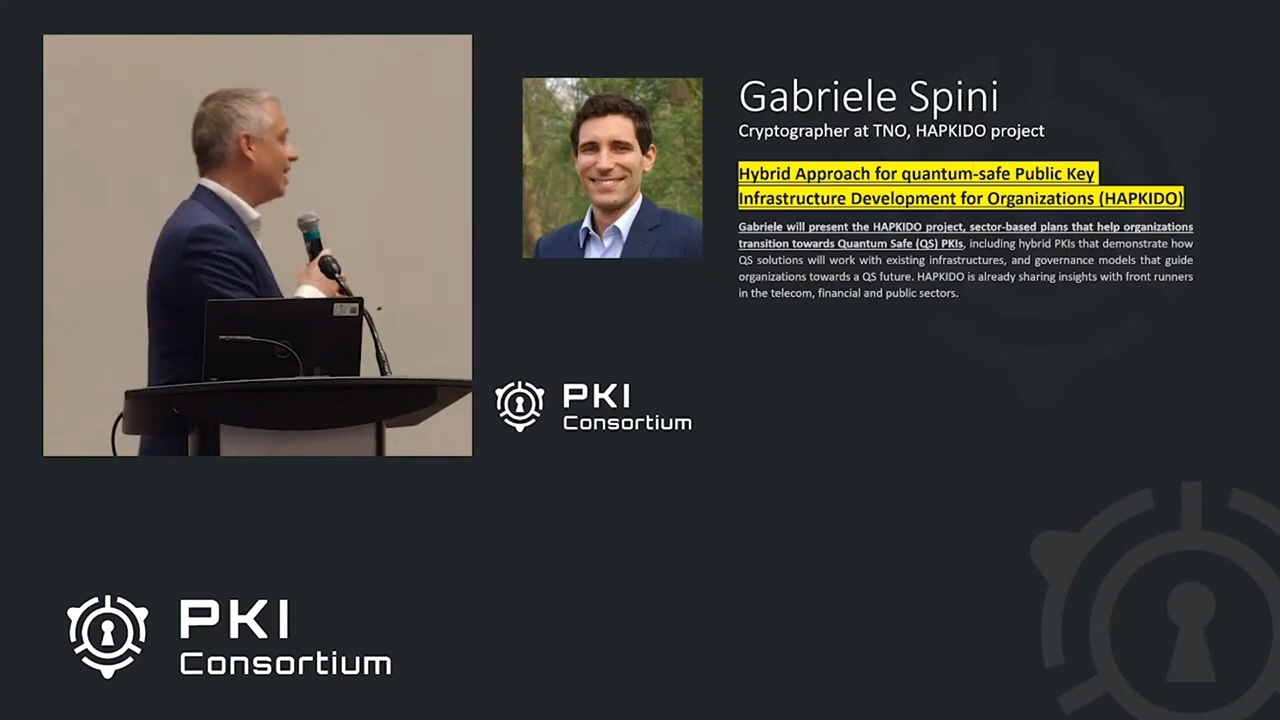 Gabriele Spini
Cryptographer at TNO, HAPKIDO project
Hybrid Approach for quantum-safe Public Key
Infrastructure Development for Organizations (HAPKIDO)
Gabriele will present the HAPKIDO project, sector-based plans that help organizations
transition towards Quantum Safe (QS) PKIs, including hybrid PKIs that demonstrate how
QS solutions will work with existing infrastructures, and governance models that guide
organizations towards a QS future. HAPKIDO is already sharing insights with front runners
in the telecom, financial and public sectors.
PKI
Consortium
PKI
Consortium